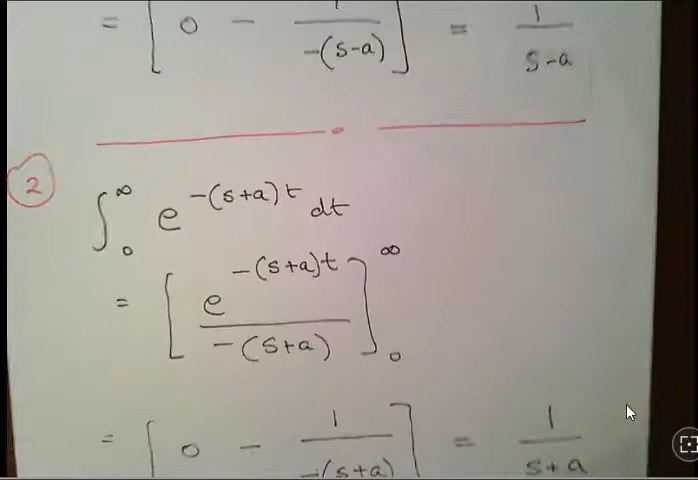 = [ 0 - 1/-(s-a) ] = 1/s-a
2
∫₀^∞ e^-(s+a)t dt
= [ e^-(s+a)t / -(s+a) ]₀^∞
= [ 0 - 1/-(s+a) ] = 1/s+a